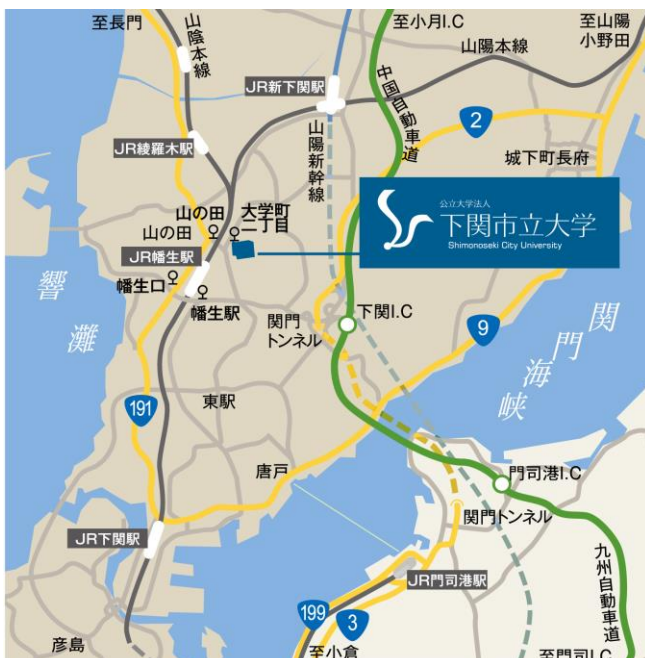 至長門
山陰本線
至小月I.C
至山陽
小野田
山陽本線
JR新下関駅
中国自動車道
2
JR綾羅木駅
山陽新幹線
城下町長府
公立大学法人
下関市立大学
Shimonoseki City University
山の田
山の田
大学町
二丁目
JR幡生駅
幡生口
幡生駅
響灘
関門海峡
関門
トンネル
下関I.C
9
191
東駅
唐戸
門司港I.C
関門トンネル
JR下関駅
JR門司港駅
九州自動車道
199
3
彦島
至小倉
至門司I.C